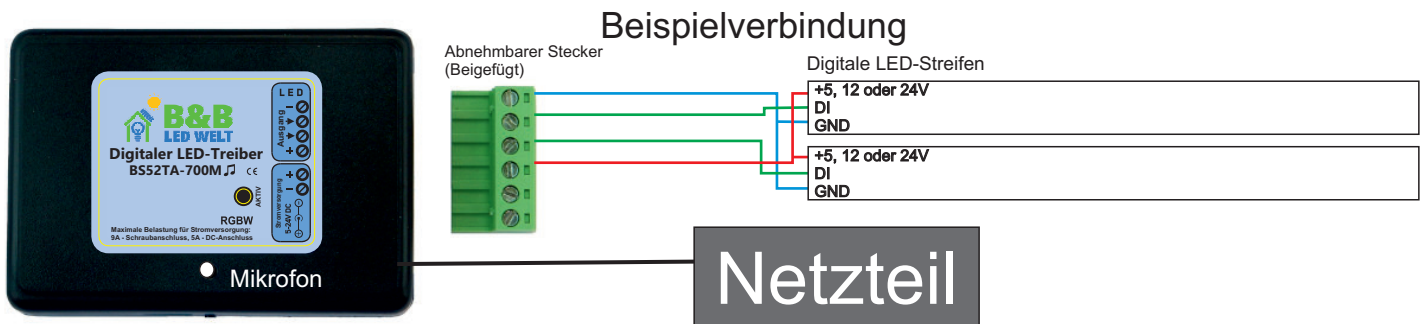 Beispielverbindung
Abnehmbarer Stecker
(Beigefügt)
Digitale LED-Streifen
+5, 12 oder 24V
DI
GND
+5, 12 oder 24V
DI
GND
B&B
LED WELT
Digitaler LED-Treiber
BS52TA-700M♫ CE
AKTIV
RGBW
Maximale Belastung für Stromversorgung:
9A - Schraubanschluss, 5A - DC-Anschluss
LED
Ausgang
−
+
Stromversorgung
5-24V DC
+
−
− +
Mikrofon
Netzteil